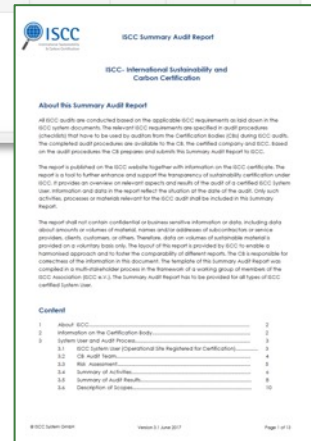 ISCC
International Sustainability
& Carbon Certification
ISCC Summary Audit Report
ISCC- International Sustainability and
Carbon Certification
About this Summary Audit Report
All ISCC audits are conducted based on the applicable ISCC requirements as laid down in the
ISCC system documents. The relevant ISCC requirements are specified in audit procedures
(checklists) that have to be used by auditors from the Certification Bodies (CBs) during ISCC audits.
The completed audit procedures are available to the CB, the certified company and ISCC. Based
on the audit procedures the CB prepares and submits this Summary Audit Report to ISCC.
The report is published on the ISCC website together with information on the ISCC certificate. The
report is a tool to further enhance and support the transparency of sustainability certification under
ISCC. It provides an overview on relevant aspects and results of the audit of a certified ISCC System
User. Information and data in the report reflect the situation at the date of the audit. Only such
activities, processes or materials relevant for the ISCC audit shall be included in this Summary
Report.
The report shall not contain confidential or business sensitive information or data, including data
about amounts or volumes of material, names and/or addresses of subcontractors or service
providers, clients, customers, or others. Therefore, data on volumes of sustainable material is
provided on a voluntary basis only. The layout of this report is provided by ISCC to enable a
harmonised approach and to foster the comparability of different reports. The CB is responsible for
correctness of the information in this document. The template of this Summary Audit Report was
compiled in a multi-stakeholder process in the framework of a working group of members of the
ISCC Association (ISCC e.V.). The Summary Audit Report has to be provided for all types of ISCC
certified System User.
Content
1 About ISCC 2
2 Information on the Certification Body 2
3 System User and Audit Process 3
3.1 ISCC System User (Operational Site Registered for Certification) 3
3.2 CB Audit Team 4
3.3 Risk Assessment 5
3.4 Summary of Activities 6
3.5 Summary of Audit Results 8
3.6 Description of Scopes 10
© ISCC System GmbH Version 2.1 June 2017 Page 1 of 13